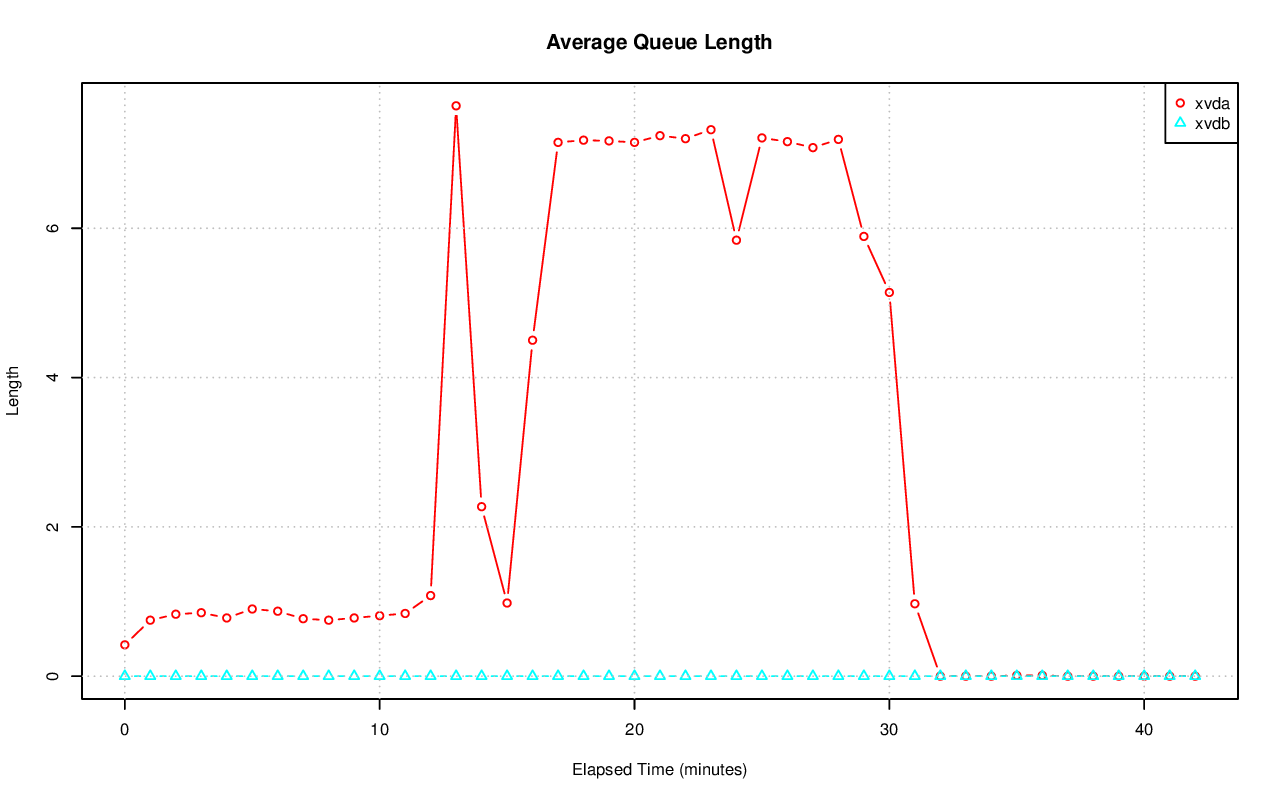 Average Queue Length
xvda
xvdb
Length
6
4
2
0
0 10 20 30 40
Elapsed Time (minutes)